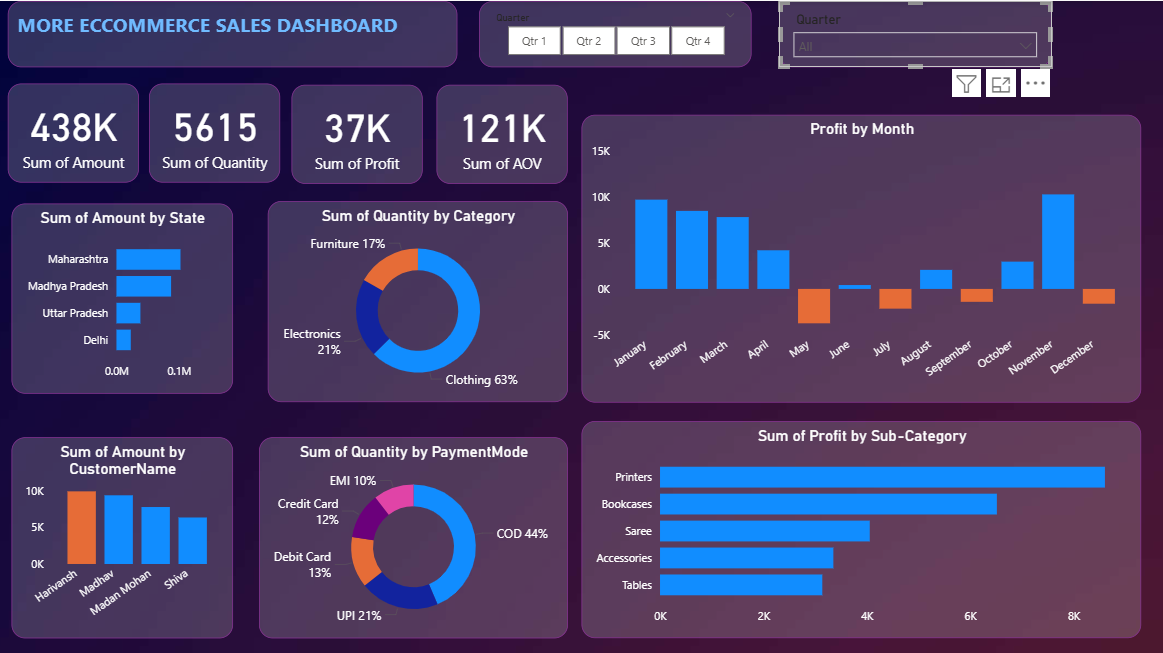 MORE ECCOMMERCE SALES DASHBOARD
Quarter
Qtr 1
Qtr 2
Qtr 3
Qtr 4
Quarter
All
438K
Sum of Amount
5615
Sum of Quantity
37K
Sum of Profit
121K
Sum of AOV
Profit by Month
15K
10K
5K
0K
-5K
January
February
March
April
May
June
July
August
September
October
November
December
Sum of Amount by State
Maharashtra
Madhya Pradesh
Uttar Pradesh
Delhi
0.0M
0.1M
Sum of Quantity by Category
Furniture 17%
Electronics
21%
Clothing 63%
Sum of Amount by
CustomerName
10K
5K
0K
Harivansh
Madhav
Madan Mohan
Shiva
Sum of Quantity by PaymentMode
EMI 10%
Credit Card
12%
Debit Card
13%
UPI 21%
COD 44%
Sum of Profit by Sub-Category
Printers
Bookcases
Saree
Accessories
Tables
0K
2K
4K
6K
8K